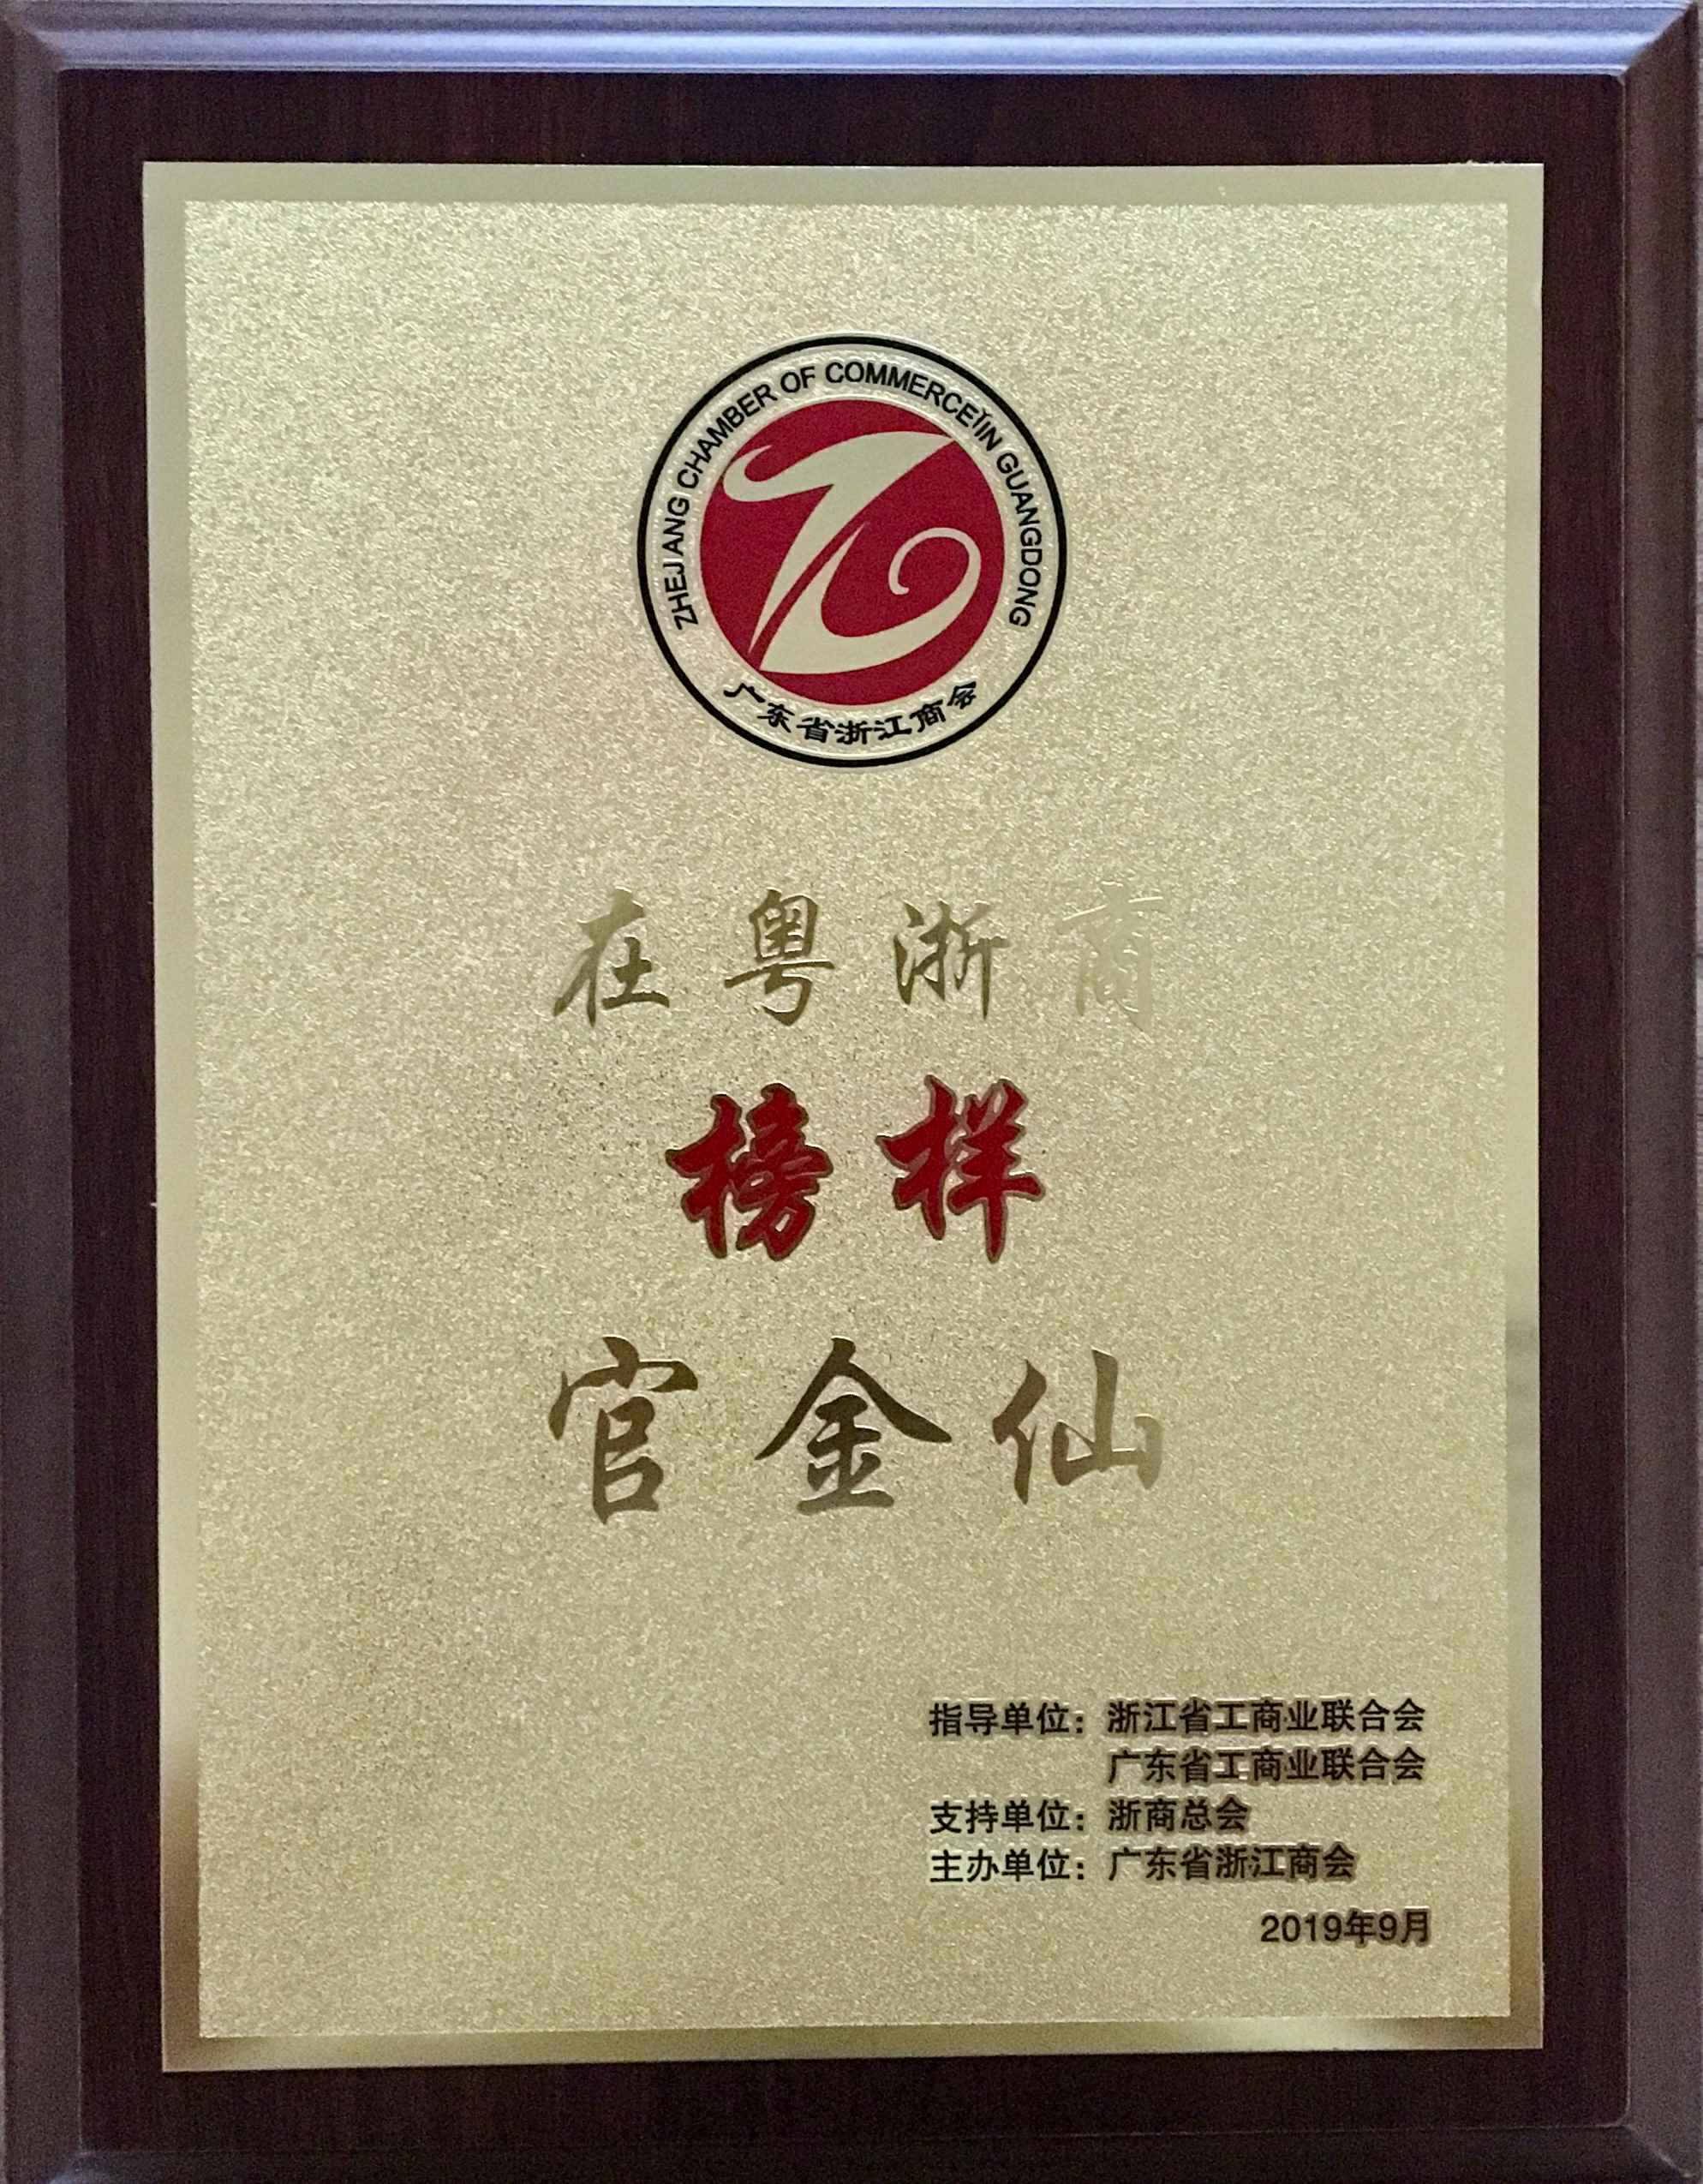 ZHEJIANG CHAMBER OF COMMERCE IN GUANGDONG
广东省浙江商会
在粤浙商
榜样
官金仙
指导单位：浙江省工商业联合会
广东省工商业联合会
支持单位：浙商总会
主办单位：广东省浙江商会
2019年9月